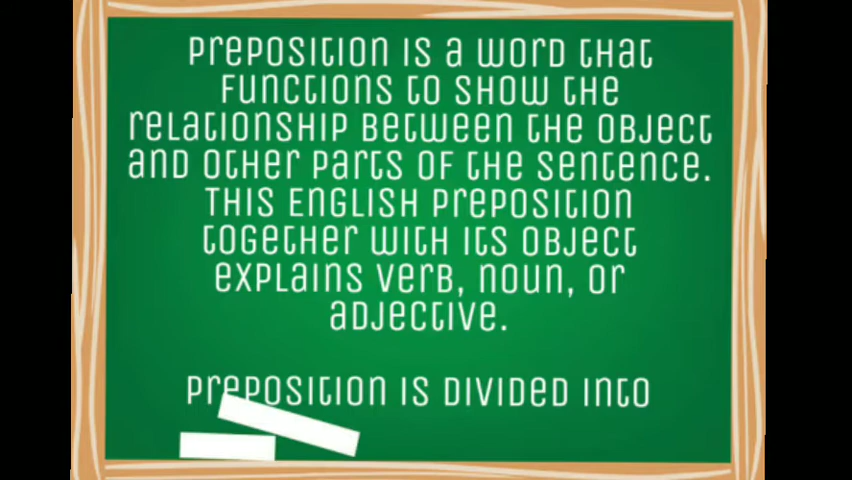 Preposition is a word that
functions to show the
relationship between the object
and other parts of the sentence.
This English preposition
together with its object
explains verb, noun, or
adjective.
Preposition is divided into